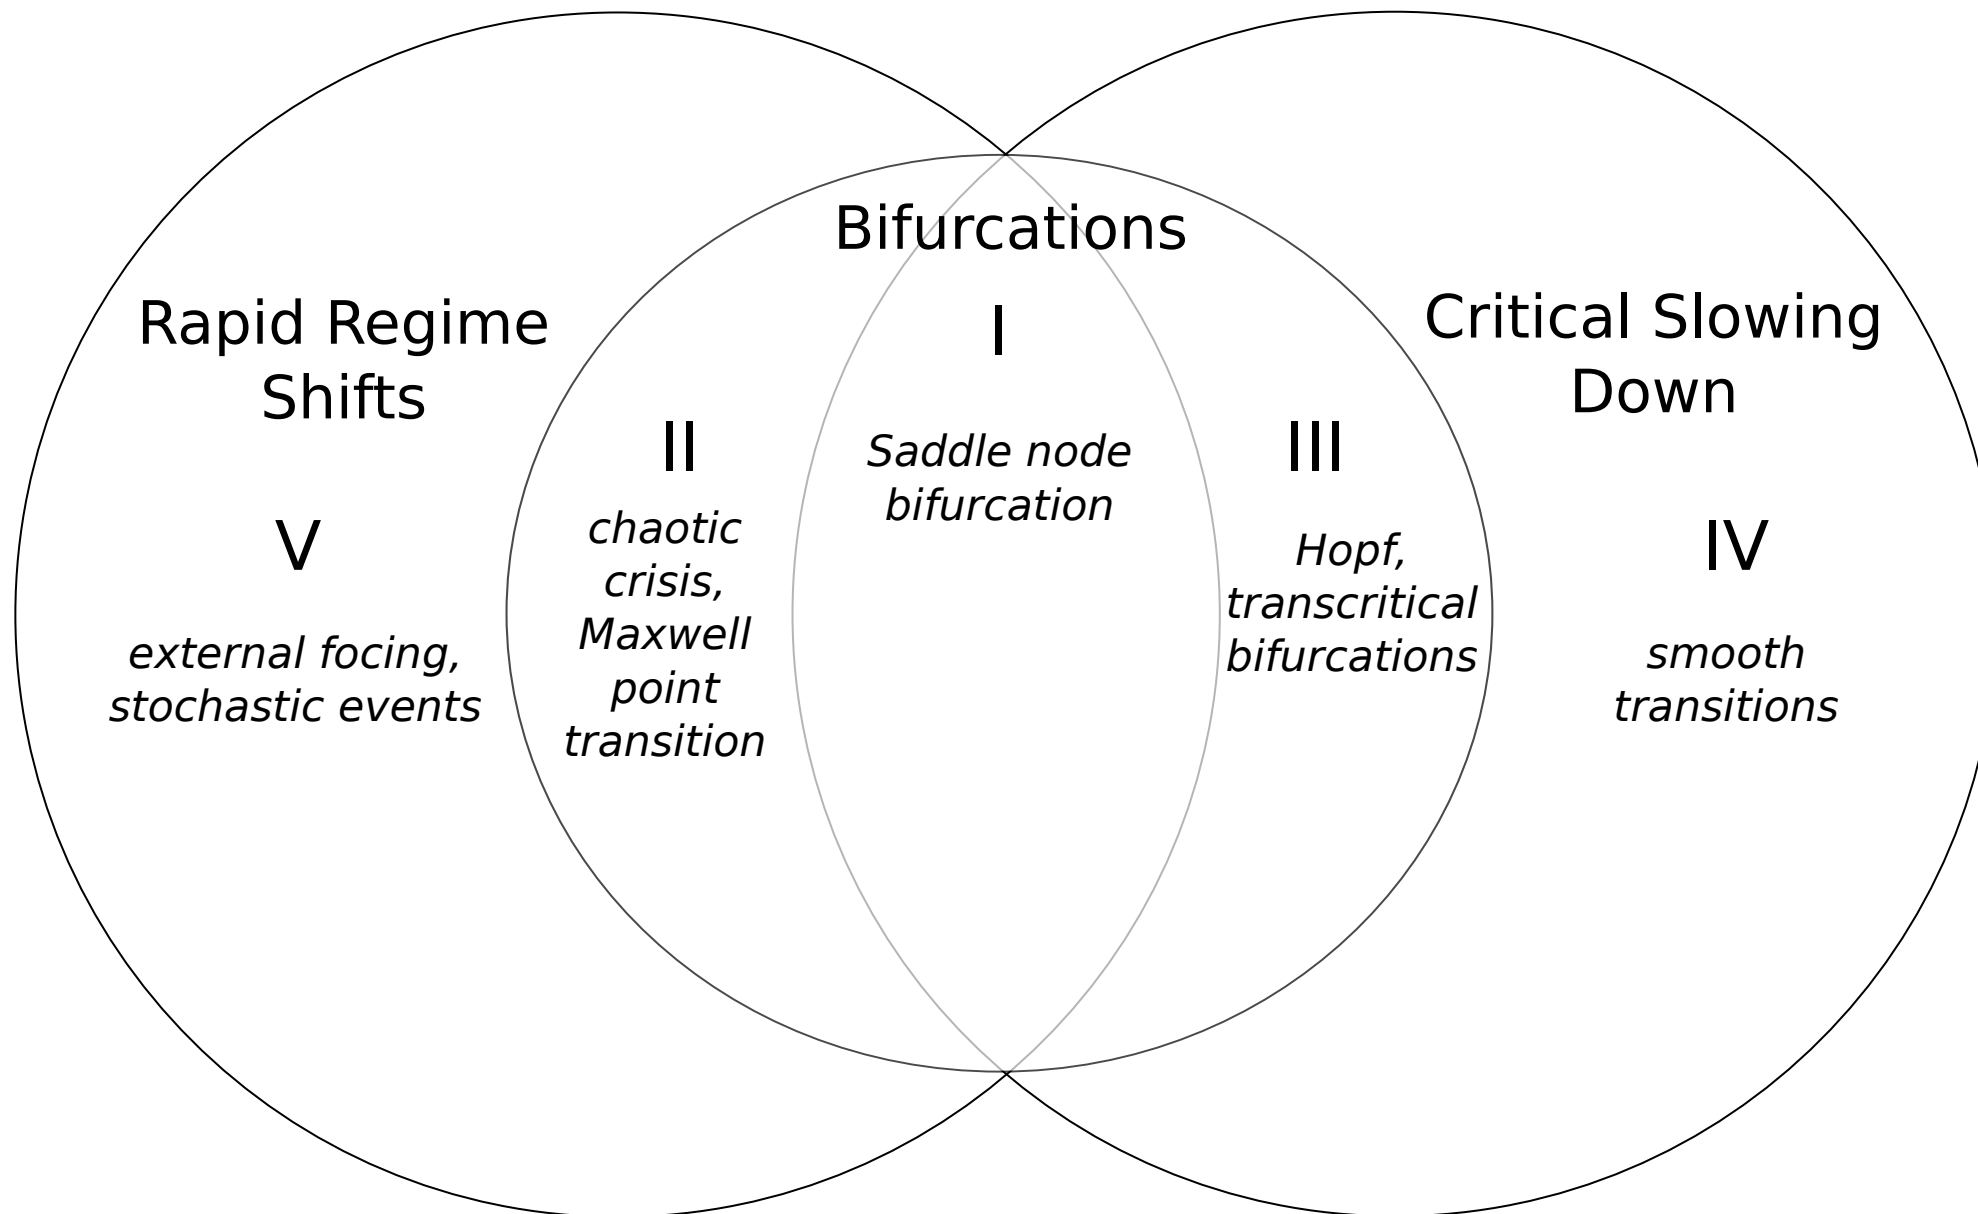 Bifurcations
Rapid Regime
Shifts
Critical Slowing
Down
I
Saddle node
bifurcation
II
chaotic
crisis,
Maxwell
point
transition
III
Hopf,
transcritical
bifurcations
V
external focing,
stochastic events
IV
smooth
transitions